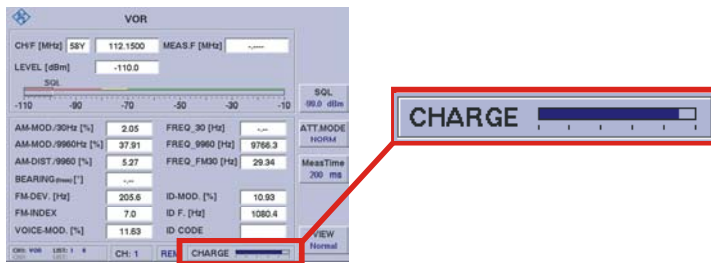 VOR
CH/F [MHz] 58Y 112.1500 MEAS.F [MHz] -.----
LEVEL [dBm] -110.0
SQL
-110 -90 -70 -50 -30 -10
SQL
-90.0 dBm
AM-MOD./30Hz [%] 2.05 FREQ_30 [Hz] -.--
ATT.MODE
NORM
AM-MOD./9960Hz [%] 37.91 FREQ_9960 [Hz] 9766.3
AM-DIST./9960 [%] 5.27 FREQ_FM30 [Hz] 29.34
MeasTime
200 ms
BEARING (from) [°] -.--
FM-DEV. [Hz] 205.6 ID-MOD. [%] 10.93
FM-INDEX 7.0 ID F. [Hz] 1080.4
VOICE-MOD. [%] 11.63 ID CODE
VIEW
Normal
CH: 1 REM CHARGE
CHARGE